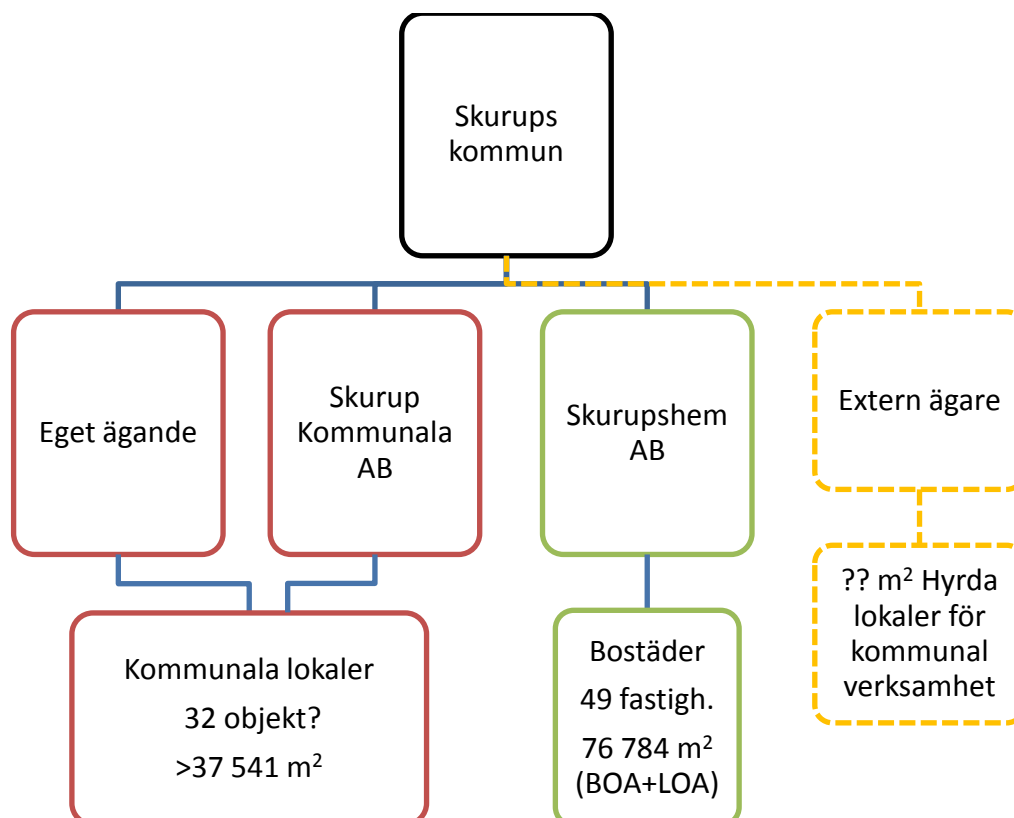 Skurups
kommun
Eget ägande
Skurup
Kommunala
AB
Skurupshem
AB
Extern ägare
Kommunala lokaler
32 objekt?
>37 541 m²
Bostäder
49 fastigh.
76 784 m²
(BOA+LOA)
?? m² Hyrda
lokaler för
kommunal
verksamhet